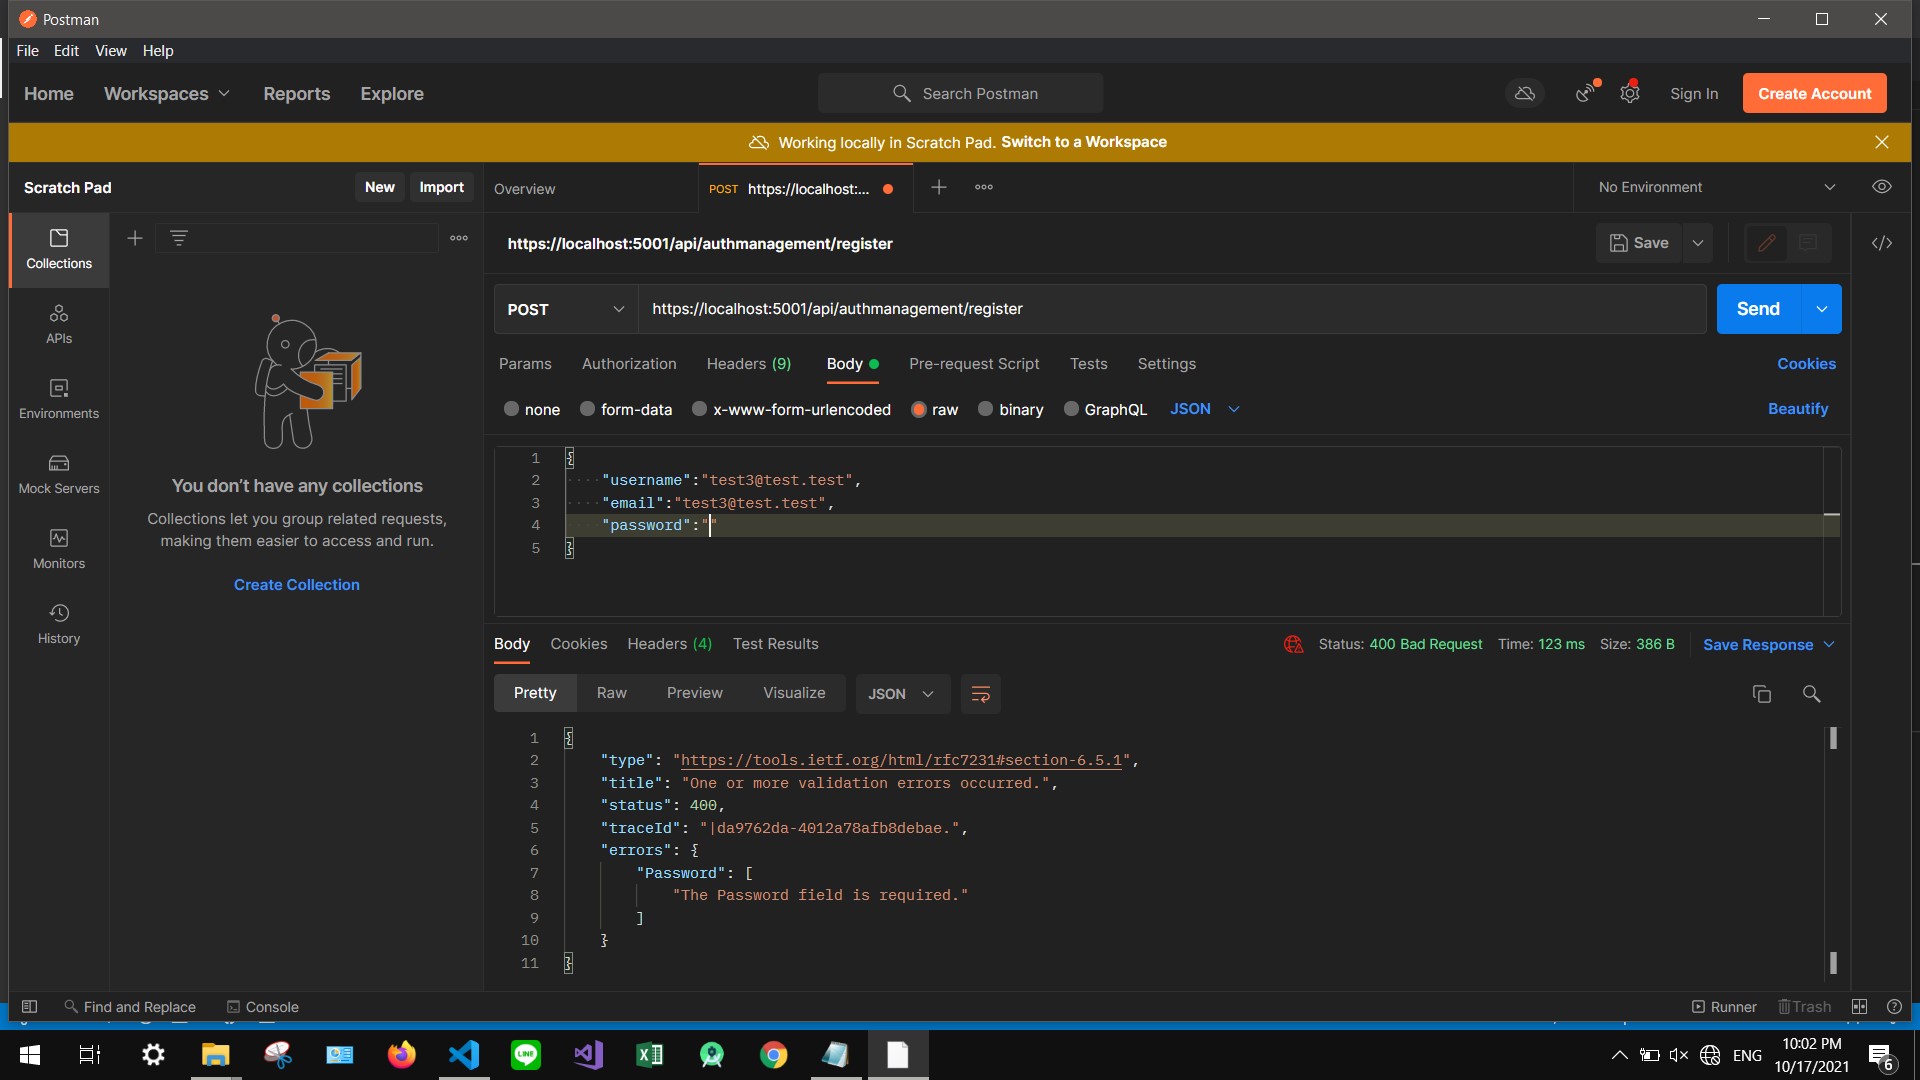 Postman
File Edit View Help
Home Workspaces Reports Explore
Search Postman
Sign In
Create Account
Working locally in Scratch Pad. Switch to a Workspace
Scratch Pad
New Import
Overview
POST https://localhost:...
No Environment
Collections
APIs
Environments
Mock Servers
Monitors
History
You don't have any collections
Collections let you group related requests,
making them easier to access and run.
Create Collection
https://localhost:5001/api/authmanagement/register
Save
POST https://localhost:5001/api/authmanagement/register
Send
Params Authorization Headers (9) Body Pre-request Script Tests Settings
Cookies
none form-data x-www-form-urlencoded raw binary GraphQL JSON
Beautify
1 {
2 "username":"test3@test.test",
3 "email":"test3@test.test",
4 "password":""
5 }
Body Cookies Headers (4) Test Results
Status: 400 Bad Request Time: 123 ms Size: 386 B Save Response
Pretty Raw Preview Visualize JSON
1 {
2 "type": "https://tools.ietf.org/html/rfc7231#section-6.5.1",
3 "title": "One or more validation errors occurred.",
4 "status": 400,
5 "traceId": "|da9762da-4012a78afb8debae.",
6 "errors": {
7 "Password": [
8 "The Password field is required."
9 ]
10 }
11 }
Find and Replace Console
Runner Trash
LINE
ENG
10:02 PM
10/17/2021
6